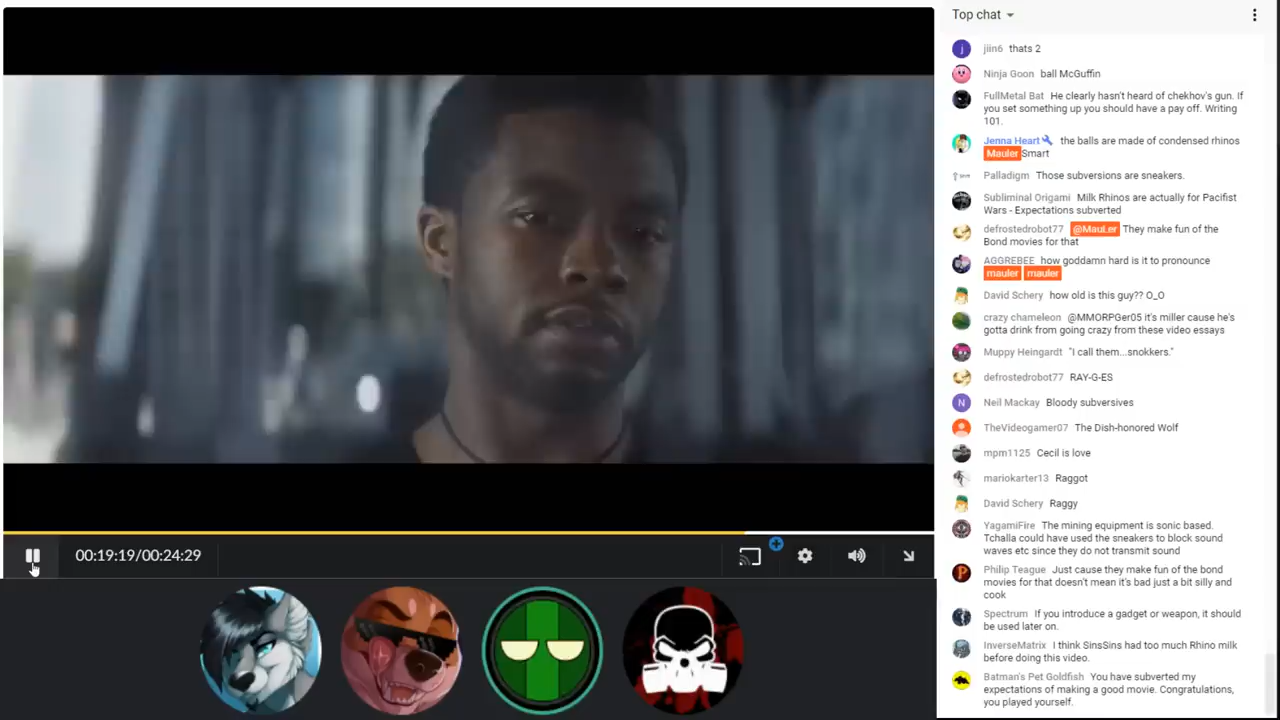 Top chat
jiin6 thats 2
Ninja Goon ball McGuffin
FullMetal Bat He clearly hasn't heard of chekhov's gun. If
you set something up you should have a pay off. Writing
101.
Jenna Heart the balls are made of condensed rhinos
Mauler Smart
Palladigm Those subversions are sneakers.
Subliminal Origami Milk Rhinos are actually for Pacifist
Wars - Expectations subverted
defrostedrobot77 @MauLer They make fun of the
Bond movies for that
AGGREBEE how goddamn hard is it to pronounce
mauler mauler
David Schery how old is this guy?? O_O
crazy chameleon @MMORPGer05 it's miller cause he's
gotta drink from going crazy from these video essays
Muppy Heingardt "I call them...snokkers."
defrostedrobot77 RAY-G-ES
N Neil Mackay Bloody subversives
TheVideogamer07 The Dish-honored Wolf
mpm1125 Cecil is love
mariokarter13 Raggot
David Schery Raggy
YagamiFire The mining equipment is sonic based.
Tchalla could have used the sneakers to block sound
waves etc since they do not transmit sound
Philip Teague Just cause they make fun of the bond
movies for that doesn't mean it's bad just a bit silly and
cook
Spectrum If you introduce a gadget or weapon, it should
be used later on.
InverseMatrix I think SinsSins had too much Rhino milk
before doing this video.
Batman's Pet Goldfish You have subverted my
expectations of making a good movie. Congratulations,
you played yourself.
00:19:19/00:24:29